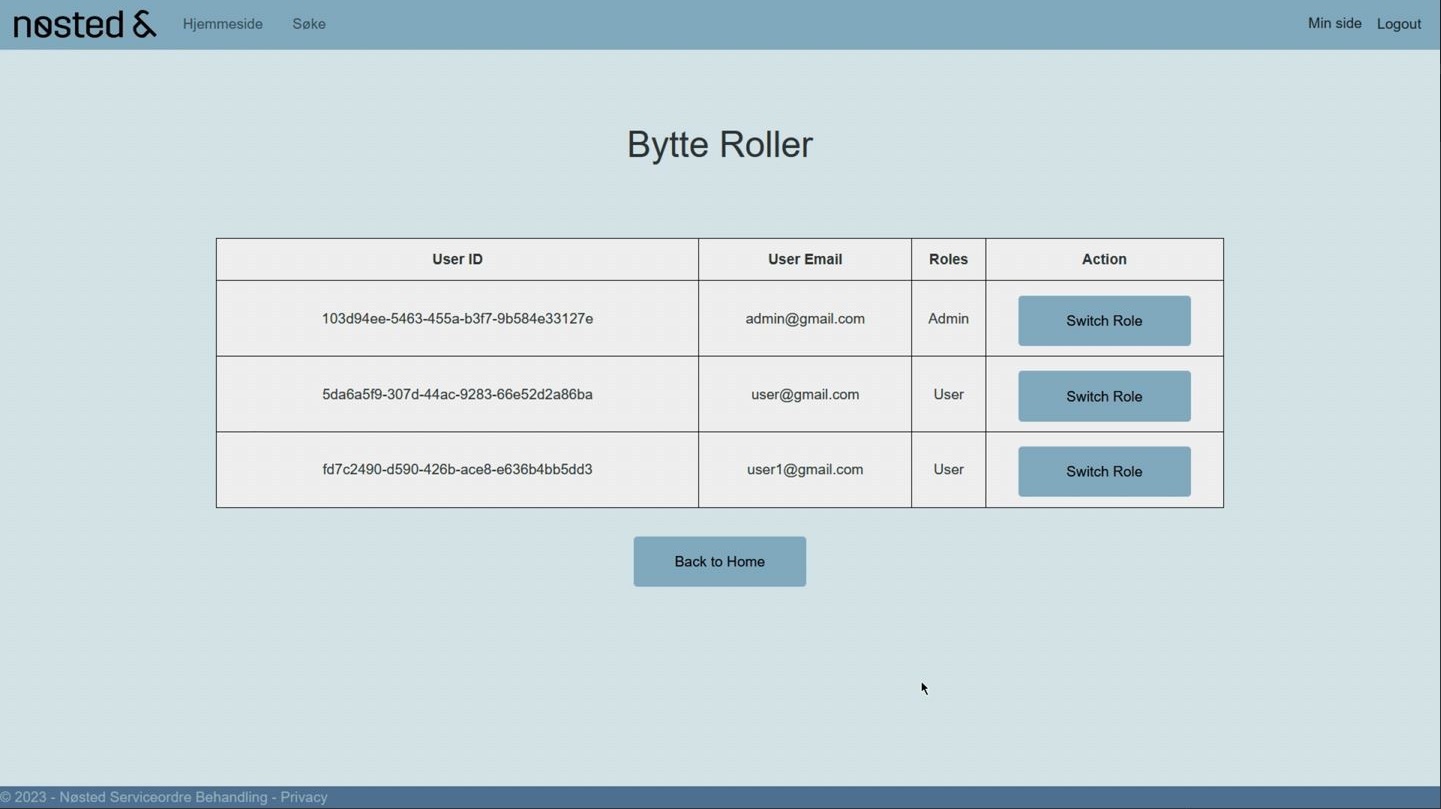 nøsted & Hjemmeside Søke Min side Logout
Bytte Roller
User ID User Email Roles Action
103d94ee-5463-455a-b3f7-9b584e33127e admin@gmail.com Admin Switch Role
5da6a5f9-307d-44ac-9283-66e52d2a86ba user@gmail.com User Switch Role
fd7c2490-d590-426b-ace8-e636b4bb5dd3 user1@gmail.com User Switch Role
Back to Home
© 2023 - Nøsted Serviceordre Behandling - Privacy